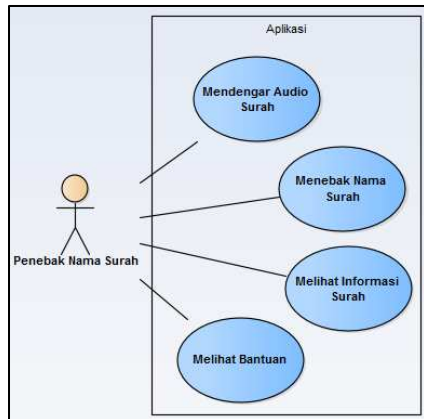 Aplikasi
Mendengar Audio
Surah
Menebak Nama
Surah
Penebak Nama Surah
Melihat Informasi
Surah
Melihat Bantuan